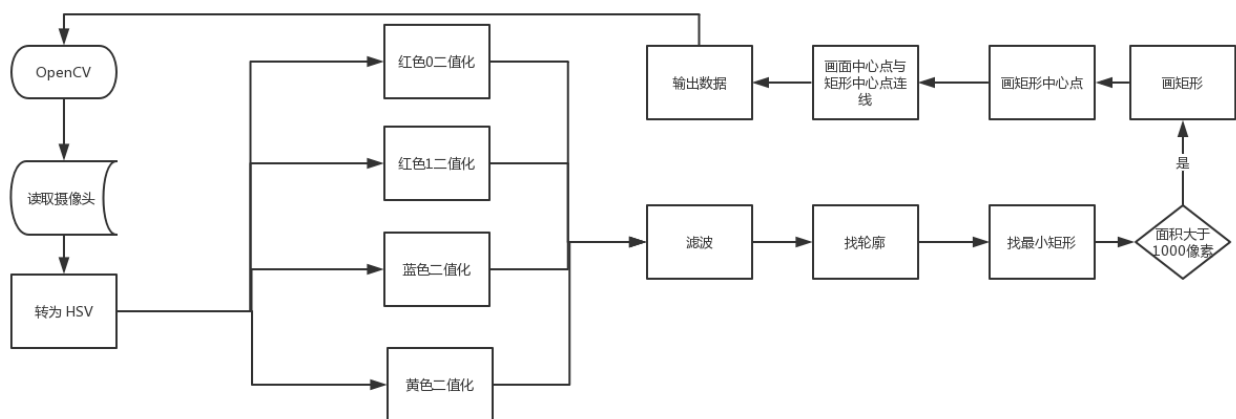 OpenCV
读取摄像头
转为 HSV
红色0二值化
红色1二值化
蓝色二值化
黄色二值化
滤波
找轮廓
找最小矩形
面积大于
1000像素
是
画矩形
画矩形中心点
画面中心点与
矩形中心点连
线
输出数据